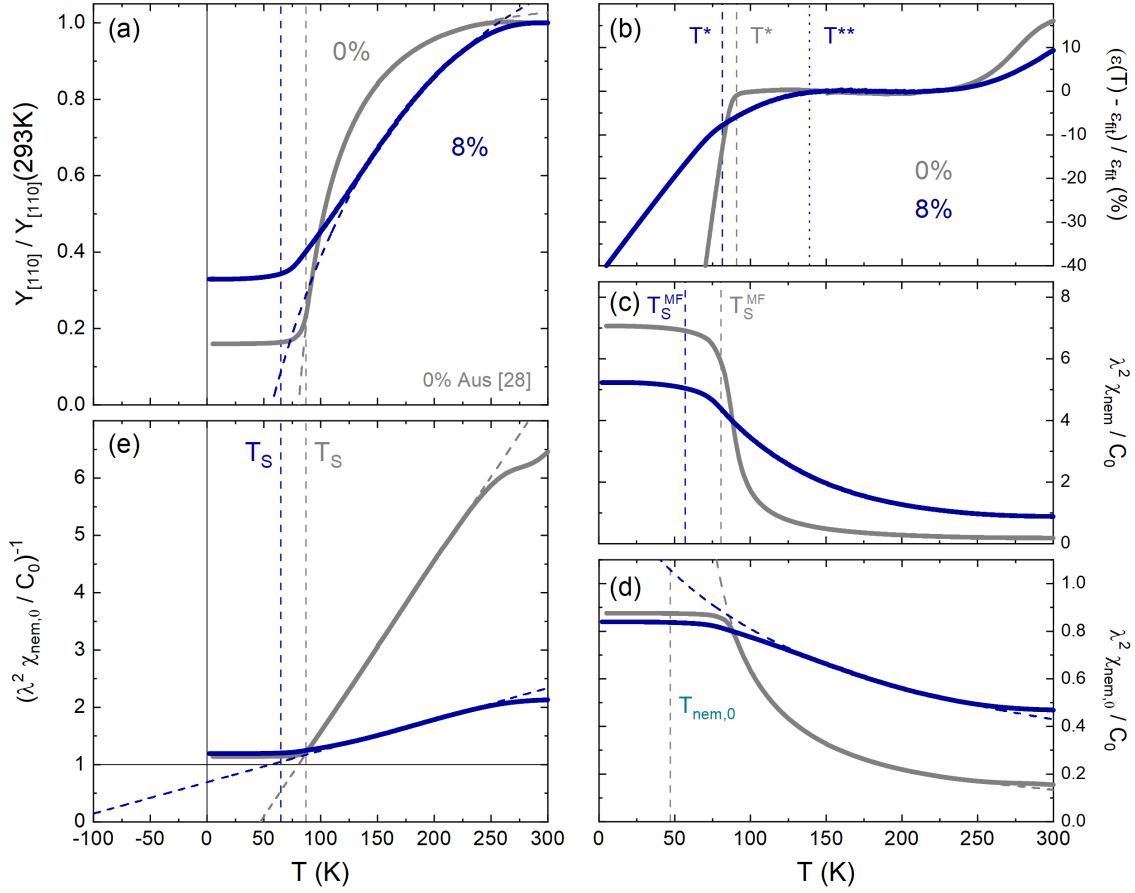 (a)
0%
8%
0% Aus [28]
1.0
0.8
0.6
0.4
0.2
0.0
Y[110] / Y[110](293K)
(b)
T*
T*
T**
0%
8%
10
0
-10
-20
-30
-40
(ε(T) - εfit) / εfit (%)
(c)
TSMF
TSMF
8
6
4
2
0
λ2 χnem / C0
(d)
Tnem,0
1.0
0.8
0.6
0.4
0.2
0.0
λ2 χnem,0 / C0
0
50
100
150
200
250
300
T (K)
(e)
TS
TS
6
5
4
3
2
1
0
(λ2 χnem,0 / C0)-1
-100
-50
0
50
100
150
200
250
300
T (K)